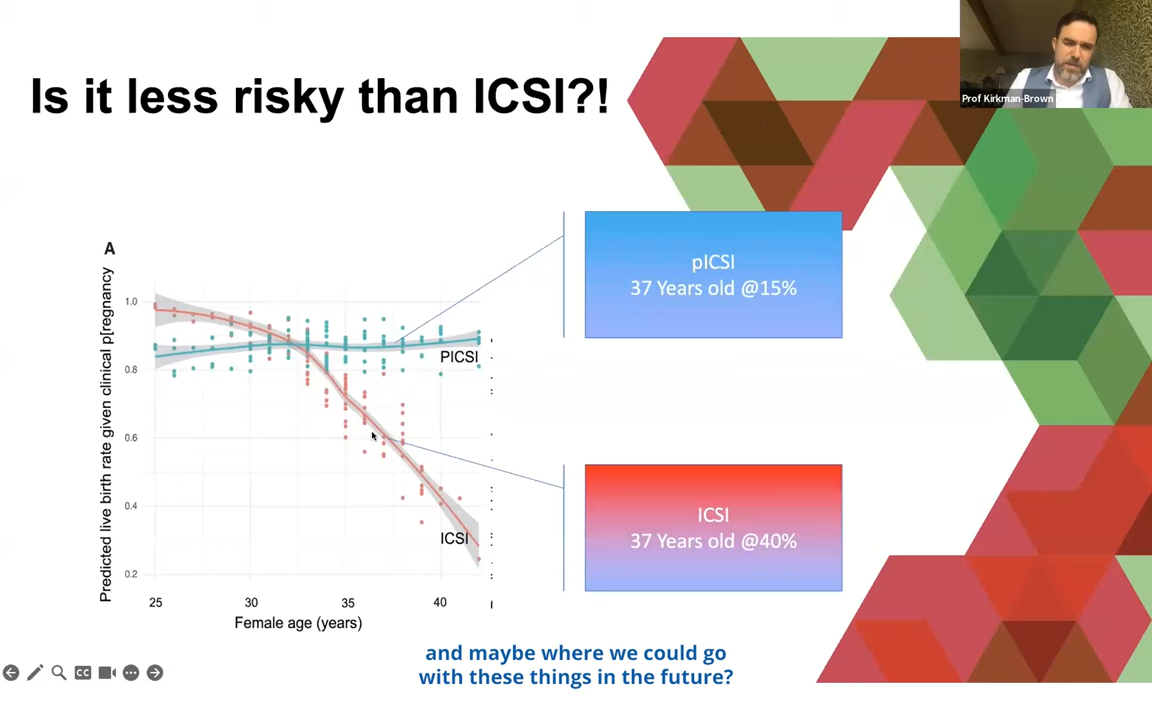 Is it less risky than ICSI?!
Prof Kirkman-Brown
A
Predicted live birth rate given clinical p[regnancy
1.0
0.8
0.6
0.4
0.2
PICSI
ICSI
25
30
35
40
Female age (years)
pICSI
37 Years old @15%
ICSI
37 Years old @40%
CC
and maybe where we could go
with these things in the future?